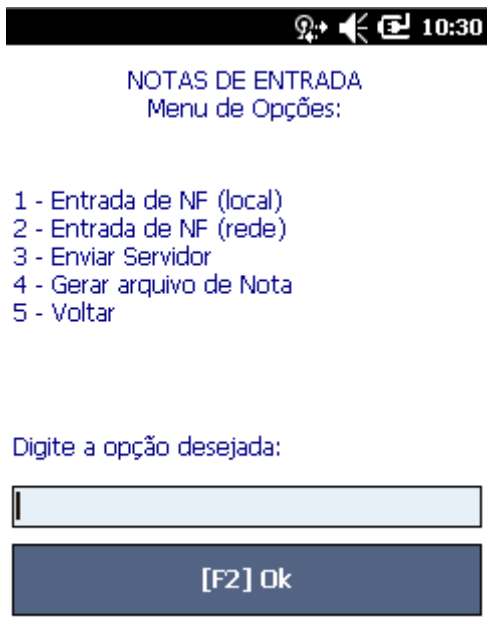 10:30
NOTAS DE ENTRADA
Menu de Opções:
1 - Entrada de NF (local)
2 - Entrada de NF (rede)
3 - Enviar Servidor
4 - Gerar arquivo de Nota
5 - Voltar
Digite a opção desejada:
[F2] Ok